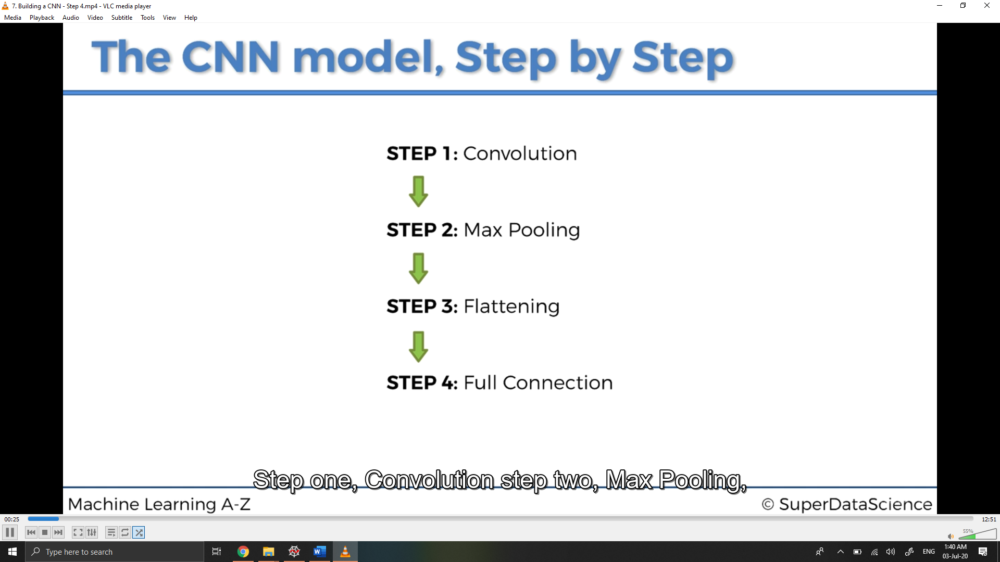 7. Building a CNN - Step 4.mp4 - VLC media player
Media Playback Audio Video Subtitle Tools View Help
The CNN model, Step by Step
STEP 1: Convolution
STEP 2: Max Pooling
STEP 3: Flattening
STEP 4: Full Connection
Step one, Convolution step two, Max Pooling,
Machine Learning A-Z
© SuperDataScience
00:25
12:51
55%
Type here to search
ENG
1:40 AM
03-Jul-20